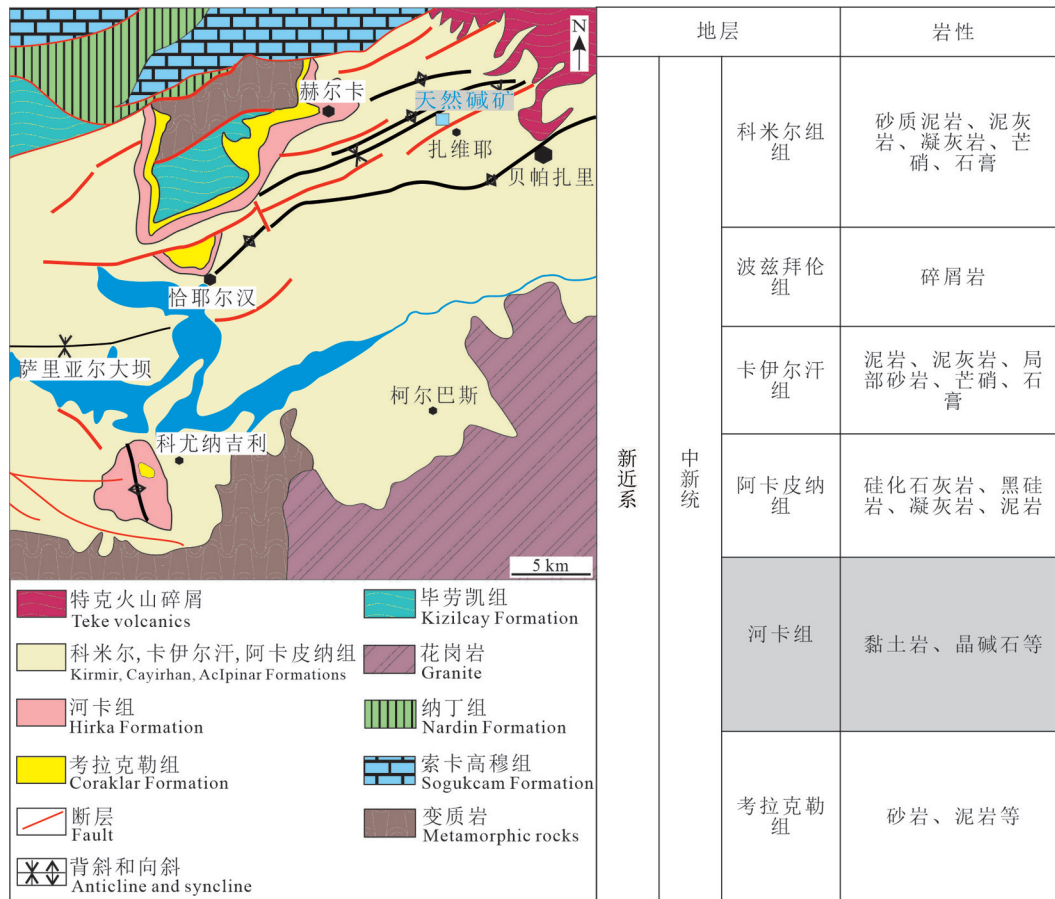 N
赫尔卡
天然碱矿
扎维耶
贝帕扎里
恰耶尔汉
萨里亚尔大坝
柯尔巴斯
科尤纳吉利
5 km
特克火山碎屑
Teke volcanics
毕劳凯组
Kizilcay Formation
科米尔,卡伊尔汗,阿卡皮纳组
Kirmir, Cayirhan, AcIpinar Formations
花岗岩
Granite
河卡组
Hirka Formation
纳丁组
Nardin Formation
考拉克勒组
Coraklar Formation
索卡高穆组
Sogukcam Formation
断层
Fault
变质岩
Metamorphic rocks
背斜和向斜
Anticline and syncline
地层
岩性
新近系
中新统
科米尔组
组
砂质泥岩、泥灰
岩、凝灰岩、芒
硝、石膏
波兹拜伦
组
碎屑岩
卡伊尔汗
组
泥岩、泥灰岩、局
部砂岩、芒硝、石
膏
阿卡皮纳
组
硅化石灰岩、黑硅
岩、凝灰岩、泥岩
河卡组
黏土岩、晶碱石等
考拉克勒
组
砂岩、泥岩等